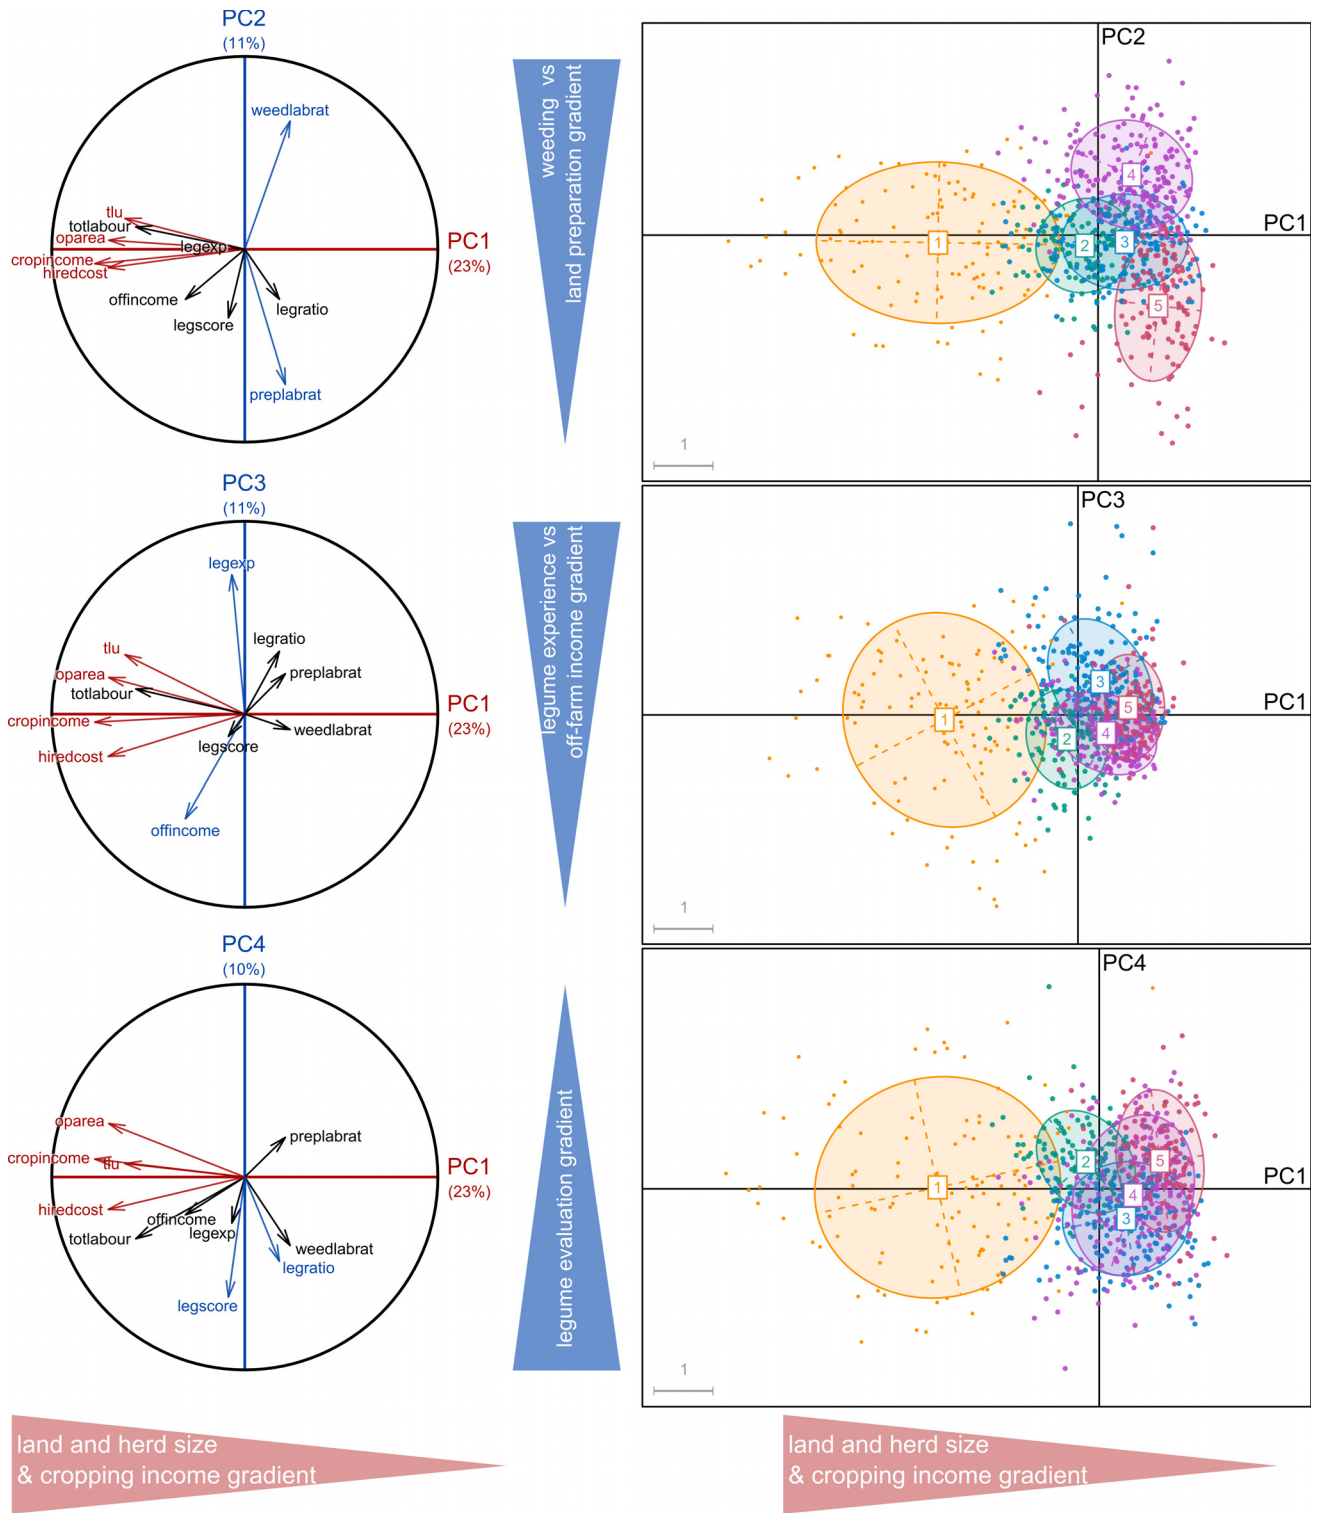 PC2
(11%)
weedlabrat
tlu
totlabour
oparea
legexp
cropincome
hiredcost
offincome
legscore
legratio
preplabrat
PC1
(23%)
weeding vs
land preparation gradient
PC2
PC1
1
2
3
4
5
1
PC3
(11%)
legexp
legratio
tlu
preplabrat
oparea
totlabour
cropincome
weedlabrat
legscore
hiredcost
offincome
PC1
(23%)
legume experience vs
off-farm income gradient
PC3
PC1
1
2
3
4
5
1
PC4
(10%)
oparea
preplabrat
cropincome
tlu
hiredcost
offincome
totlabour
legexp
weedlabrat
legratio
legscore
PC1
(23%)
legume evaluation gradient
PC4
PC1
1
2
3
4
5
1
land and herd size
& cropping income gradient
land and herd size
& cropping income gradient